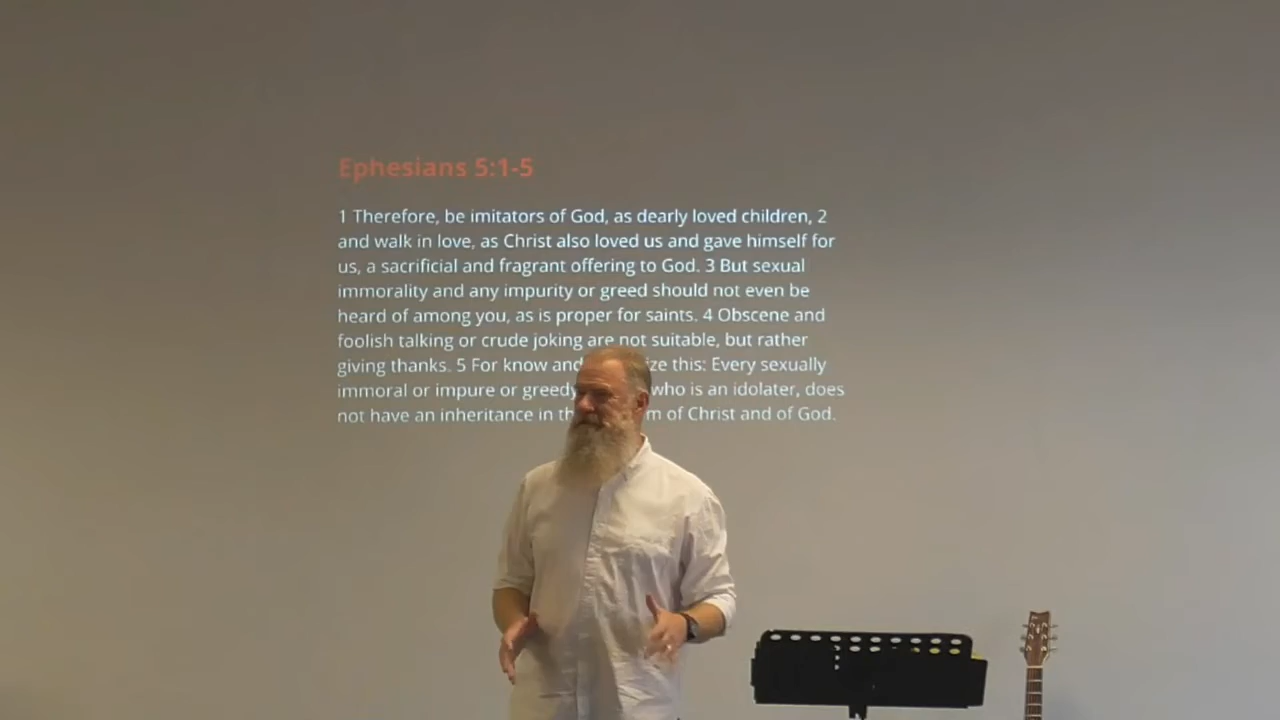 Ephesians 5:1-5
1 Therefore, be imitators of God, as dearly loved children, 2
and walk in love, as Christ also loved us and gave himself for
us, a sacrificial and fragrant offering to God. 3 But sexual
immorality and any impurity or greed should not even be
heard of among you, as is proper for saints. 4 Obscene and
foolish talking or crude joking are not suitable, but rather
giving thanks. 5 For know and this: Every sexually
immoral or impure or greedy who is an idolater, does
not have an inheritance in of Christ and of God.